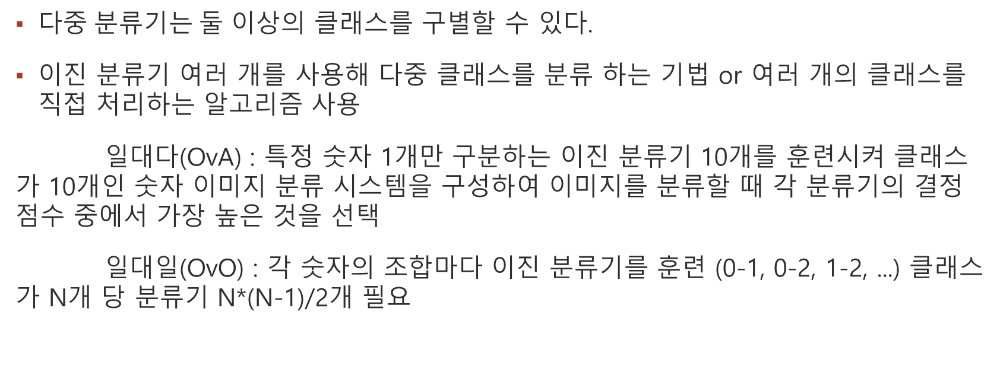 ▪ 다중 분류기는 둘 이상의 클래스를 구별할 수 있다.
▪ 이진 분류기 여러 개를 사용해 다중 클래스를 분류 하는 기법 or 여러 개의 클래스를
직접 처리하는 알고리즘 사용
일대다(OvA) : 특정 숫자 1개만 구분하는 이진 분류기 10개를 훈련시켜 클래스
가 10개인 숫자 이미지 분류 시스템을 구성하여 이미지를 분류할 때 각 분류기의 결정
점수 중에서 가장 높은 것을 선택
일대일(OvO) : 각 숫자의 조합마다 이진 분류기를 훈련 (0-1, 0-2, 1-2, ...) 클래스
가 N개 당 분류기 N*(N-1)/2개 필요